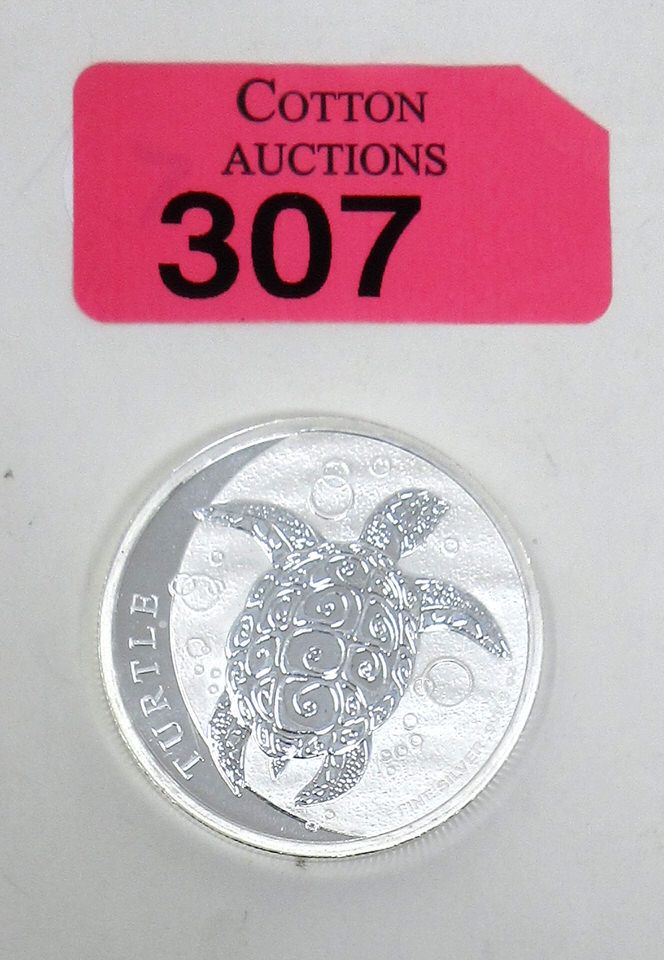 COTTON
AUCTIONS
307
TURTLE
FINE SILVER